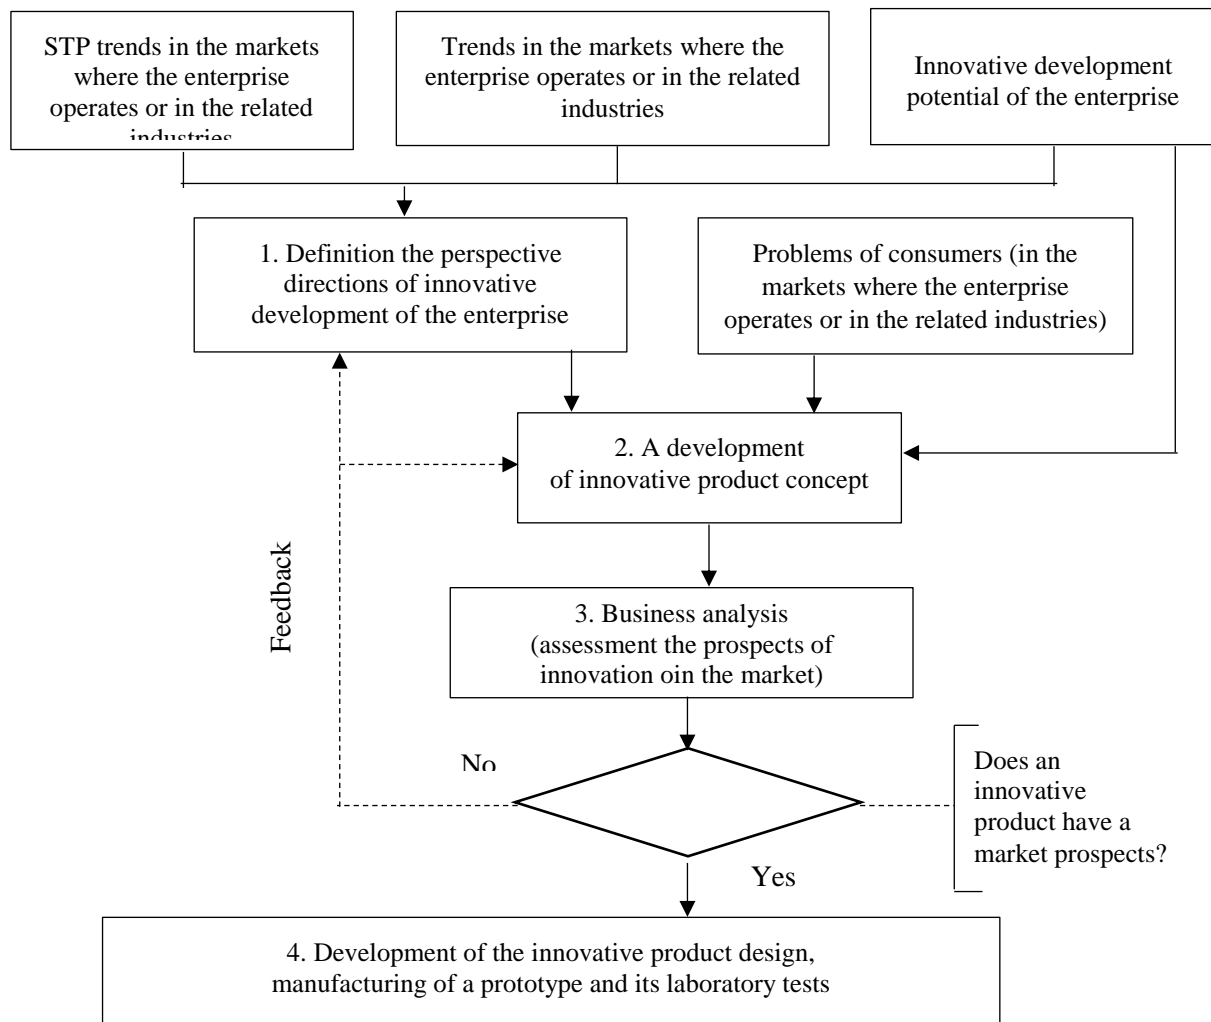 STP trends in the markets
where the enterprise
operates or in the related
industries
Trends in the markets where the
enterprise operates or in the related
industries
Innovative development
potential of the enterprise
1. Definition the perspective
directions of innovative
development of the enterprise
Problems of consumers (in the
markets where the enterprise
operates or in the related industries)
2. A development
of innovative product concept
Feedback
3. Business analysis
(assessment the prospects of
innovation oin the market)
No
Does an
innovative
product have a
market prospects?
Yes
4. Development of the innovative product design,
manufacturing of a prototype and its laboratory tests